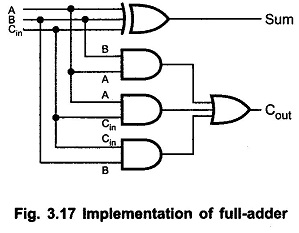 A
B
C in
Sum
B
A
A
C in
C in
B
C out
Fig. 3.17 Implementation of full-adder